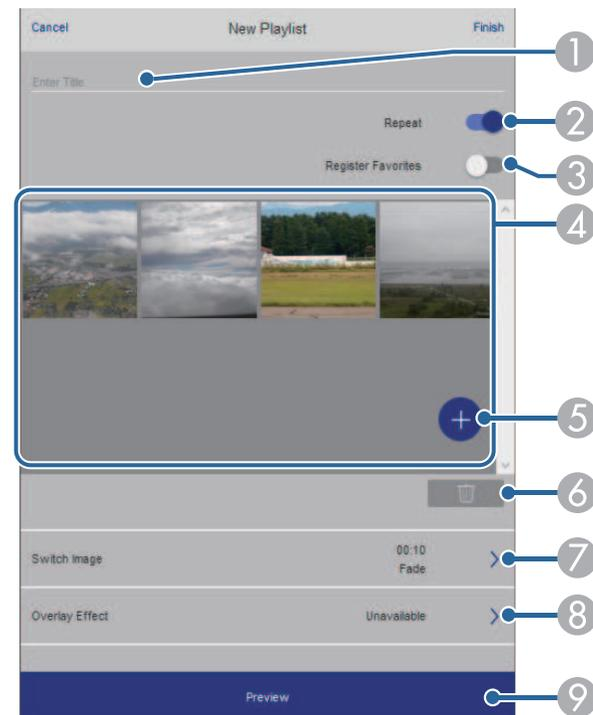 Cancel New Playlist Finish
Enter Title
1
Repeat
2
Register Favorites
3
4
+
5
6
Switch Image 00:10
Fade
7
Overlay Effect Unavailable
8
Preview
9